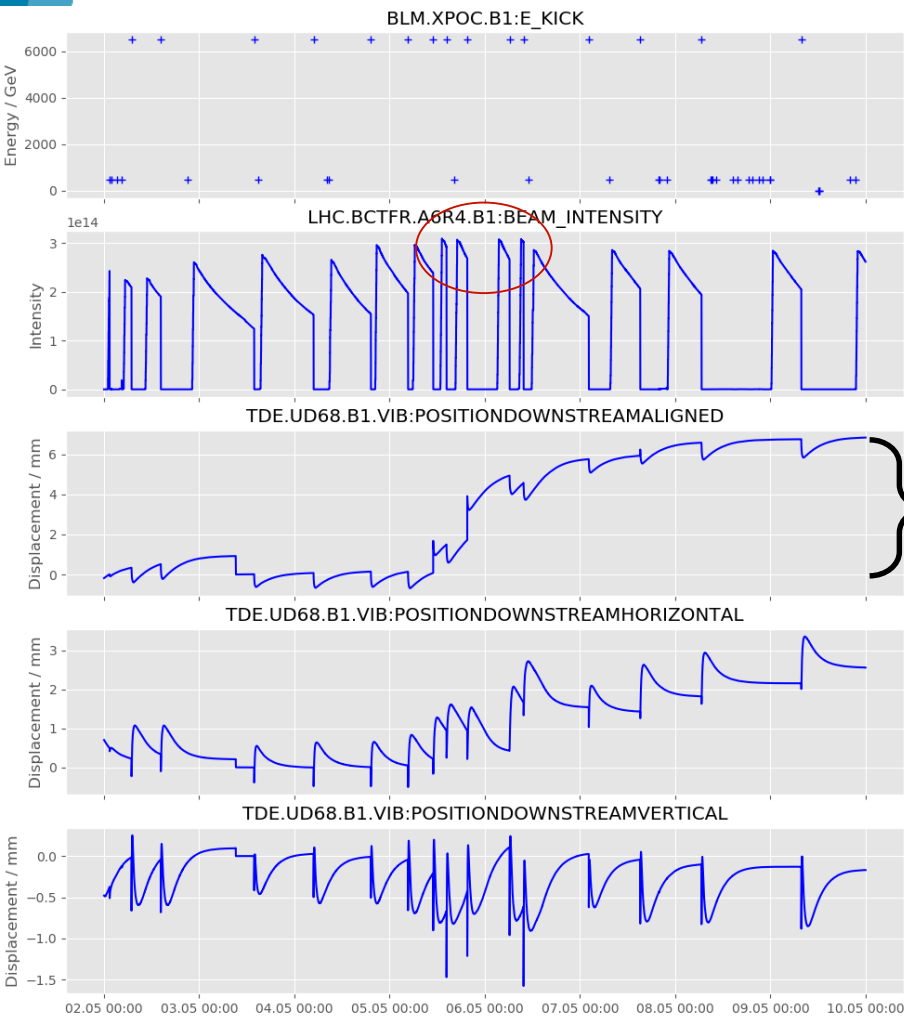 BLM.XPOC.B1:E_KICK
6000
4000
2000
0
Energy / GeV
LHC.BCTFR.A6R4.B1:BEAM_INTENSITY
1e14
3
2
1
0
Intensity
TDE.UD68.B1.VIB:POSITIONDOWNSTREAMALIGNED
6
4
2
0
Displacement / mm
TDE.UD68.B1.VIB:POSITIONDOWNSTREAMHORIZONTAL
3
2
1
0
Displacement / mm
TDE.UD68.B1.VIB:POSITIONDOWNSTREAMVERTICAL
0.0
−0.5
−1.0
−1.5
Displacement / mm
02.05 00:00 03.05 00:00 04.05 00:00 05.05 00:00 06.05 00:00 07.05 00:00 08.05 00:00 09.05 00:00 10.05 00:00